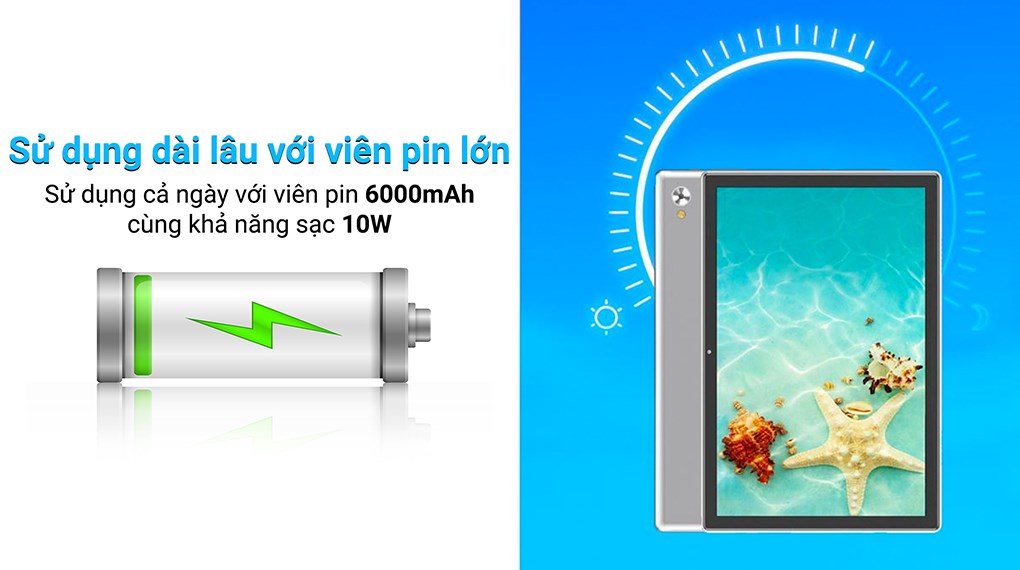 Sử dụng dài lâu với viên pin lớn
Sử dụng cả ngày với viên pin 6000mAh
cùng khả năng sạc 10W